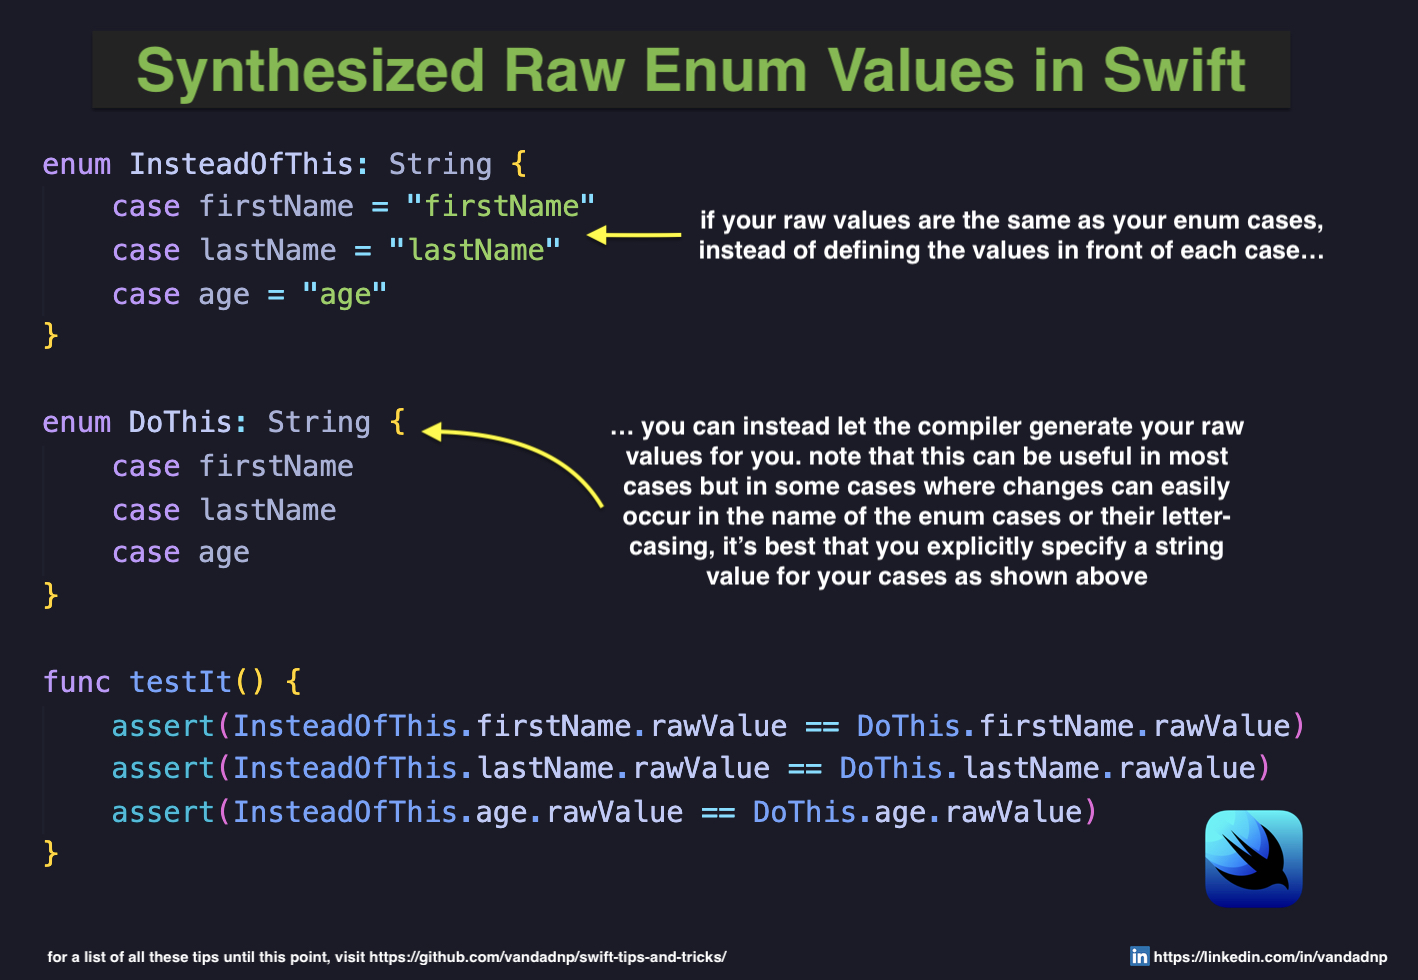 Synthesized Raw Enum Values in Swift
enum InsteadOfThis: String {
case firstName = "firstName"
case lastName = "lastName"
case age = "age"
}
if your raw values are the same as your enum cases,
instead of defining the values in front of each case...
enum DoThis: String {
case firstName
case lastName
case age
}
... you can instead let the compiler generate your raw
values for you. note that this can be useful in most
cases but in some cases where changes can easily
occur in the name of the enum cases or their letter-
casing, it's best that you explicitly specify a string
value for your cases as shown above
func testIt() {
assert(InsteadOfThis.firstName.rawValue == DoThis.firstName.rawValue)
assert(InsteadOfThis.lastName.rawValue == DoThis.lastName.rawValue)
assert(InsteadOfThis.age.rawValue == DoThis.age.rawValue)
}
for a list of all these tips until this point, visit https://github.com/vandadnp/swift-tips-and-tricks/
in https://linkedin.com/in/vandadnp